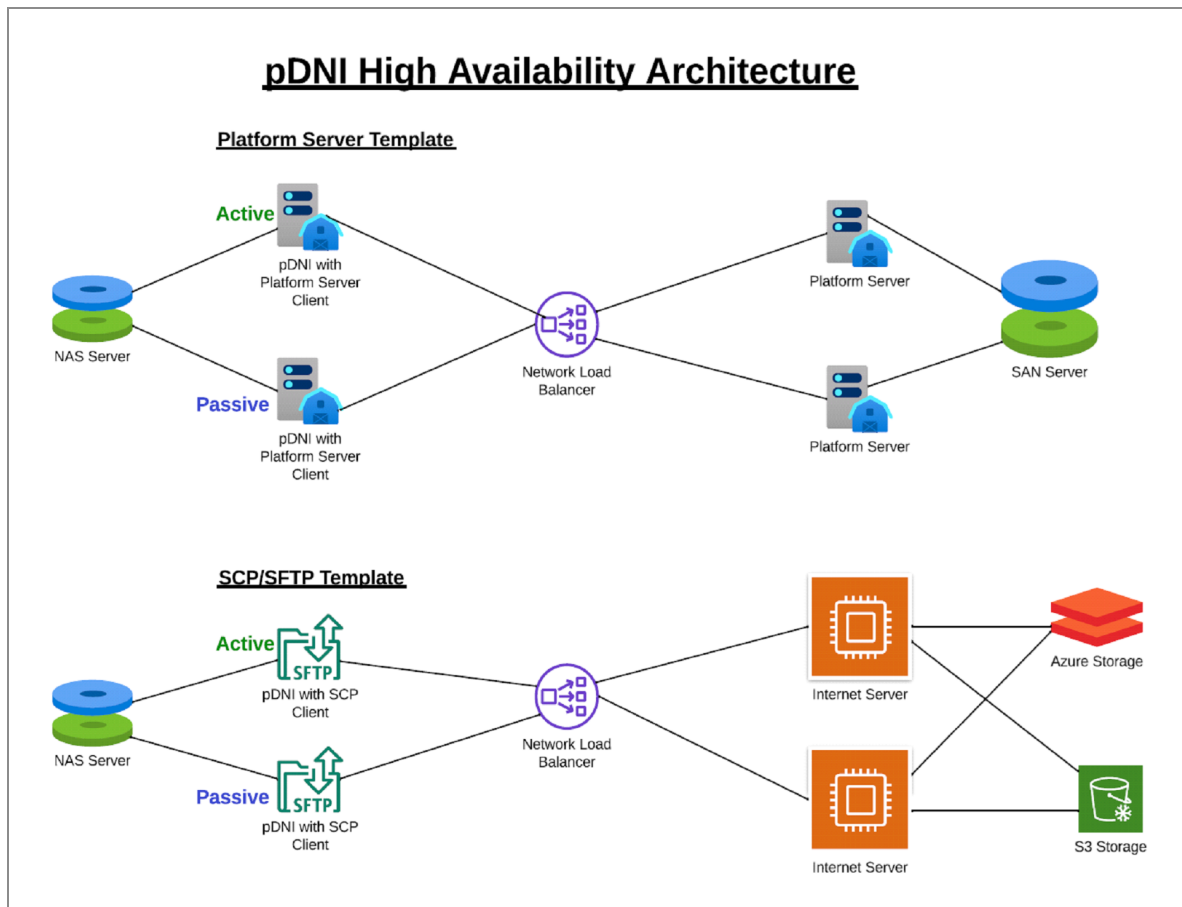 pDNI High Availability Architecture
Platform Server Template
Active
pDNI with
Platform Server
Client
Platform Server
NAS Server
Network Load
Balancer
SAN Server
Passive
pDNI with
Platform Server
Client
Platform Server
SCP/SFTP Template
Active
SFTP
pDNI with SCP
Client
Internet Server
Azure Storage
NAS Server
Network Load
Balancer
Passive
SFTP
pDNI with SCP
Client
Internet Server
S3 Storage